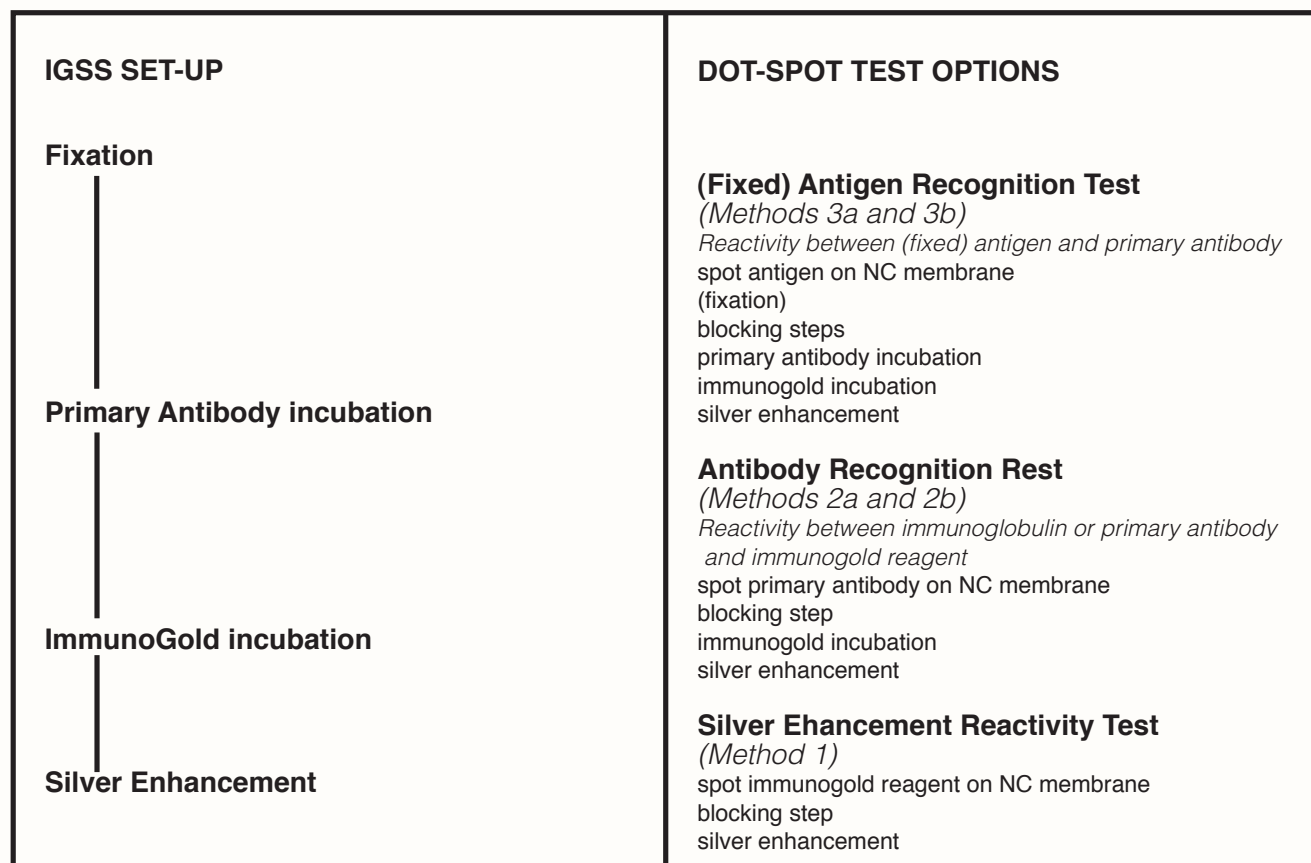 IGSS SET-UP
Fixation
Primary Antibody incubation
ImmunoGold incubation
Silver Enhancement
DOT-SPOT TEST OPTIONS
(Fixed) Antigen Recognition Test
(Methods 3a and 3b)
Reactivity between (fixed) antigen and primary antibody
spot antigen on NC membrane
(fixation)
blocking steps
primary antibody incubation
immunogold incubation
silver enhancement
Antibody Recognition Rest
(Methods 2a and 2b)
Reactivity between immunoglobulin or primary antibody
and immunogold reagent
spot primary antibody on NC membrane
blocking step
immunogold incubation
silver enhancement
Silver Ehancement Reactivity Test
(Method 1)
spot immunogold reagent on NC membrane
blocking step
silver enhancement